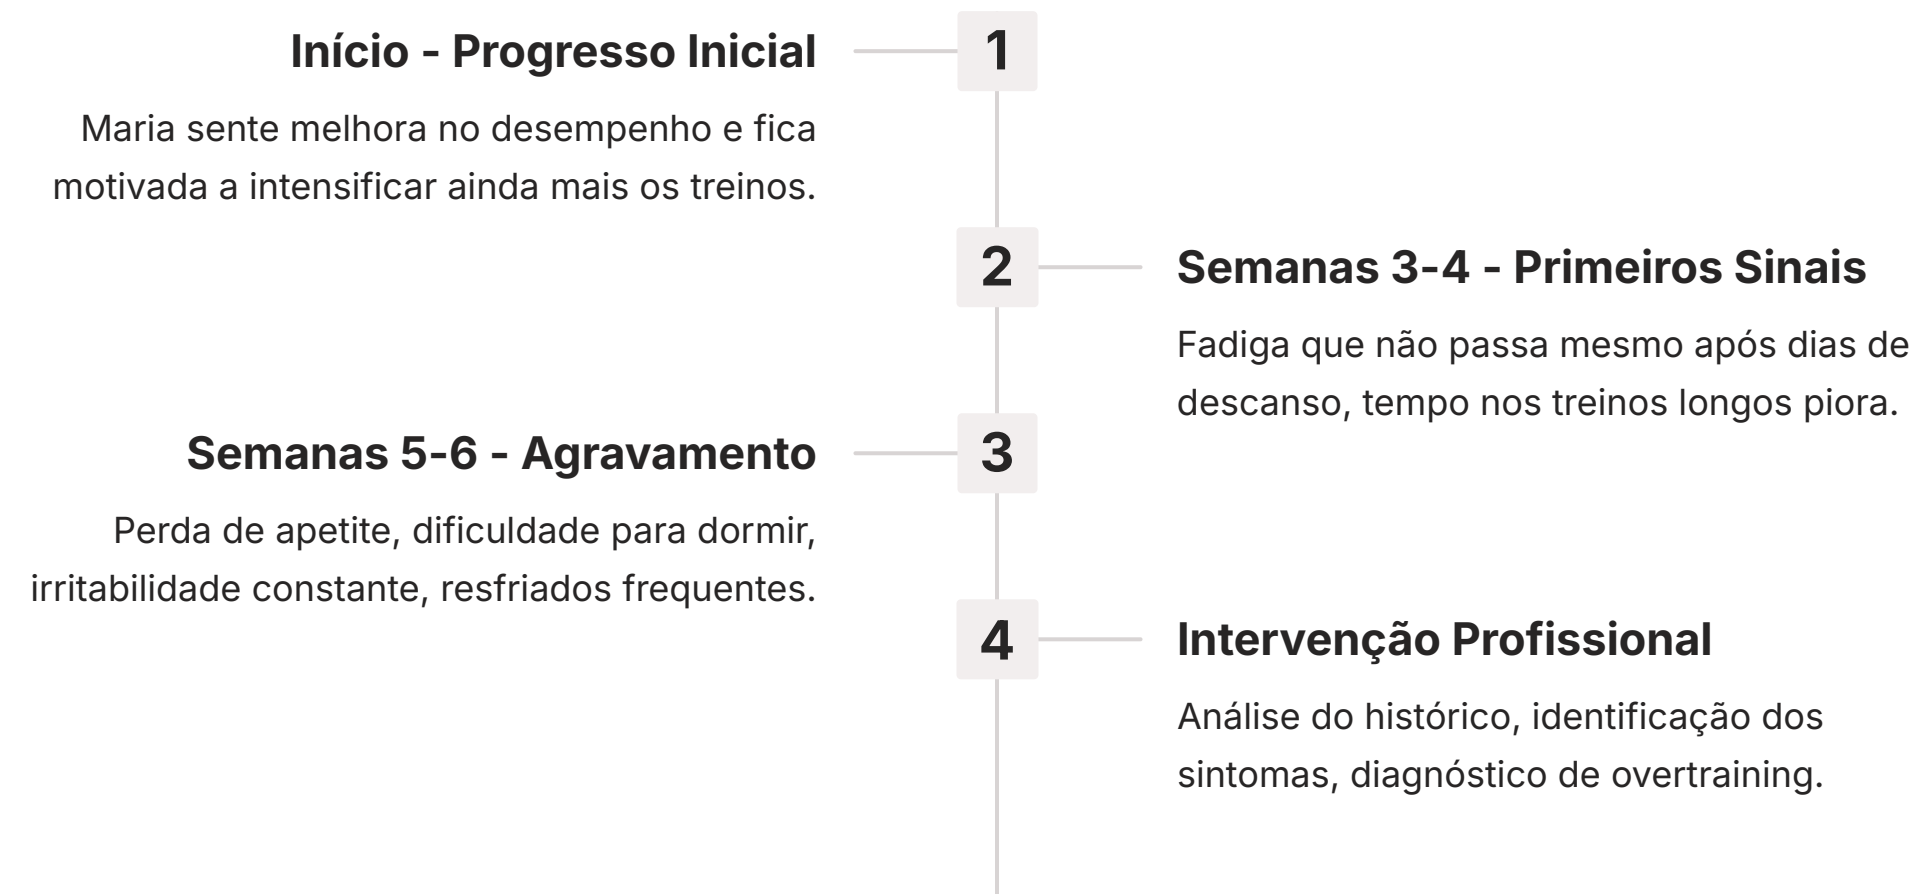 1
Início - Progresso Inicial
Maria sente melhora no desempenho e fica
motivada a intensificar ainda mais os treinos.
2
Semanas 3-4 - Primeiros Sinais
Fadiga que não passa mesmo após dias de
descanso, tempo nos treinos longos piora.
3
Semanas 5-6 - Agravamento
Perda de apetite, dificuldade para dormir,
irritabilidade constante, resfriados frequentes.
4
Intervenção Profissional
Análise do histórico, identificação dos
sintomas, diagnóstico de overtraining.